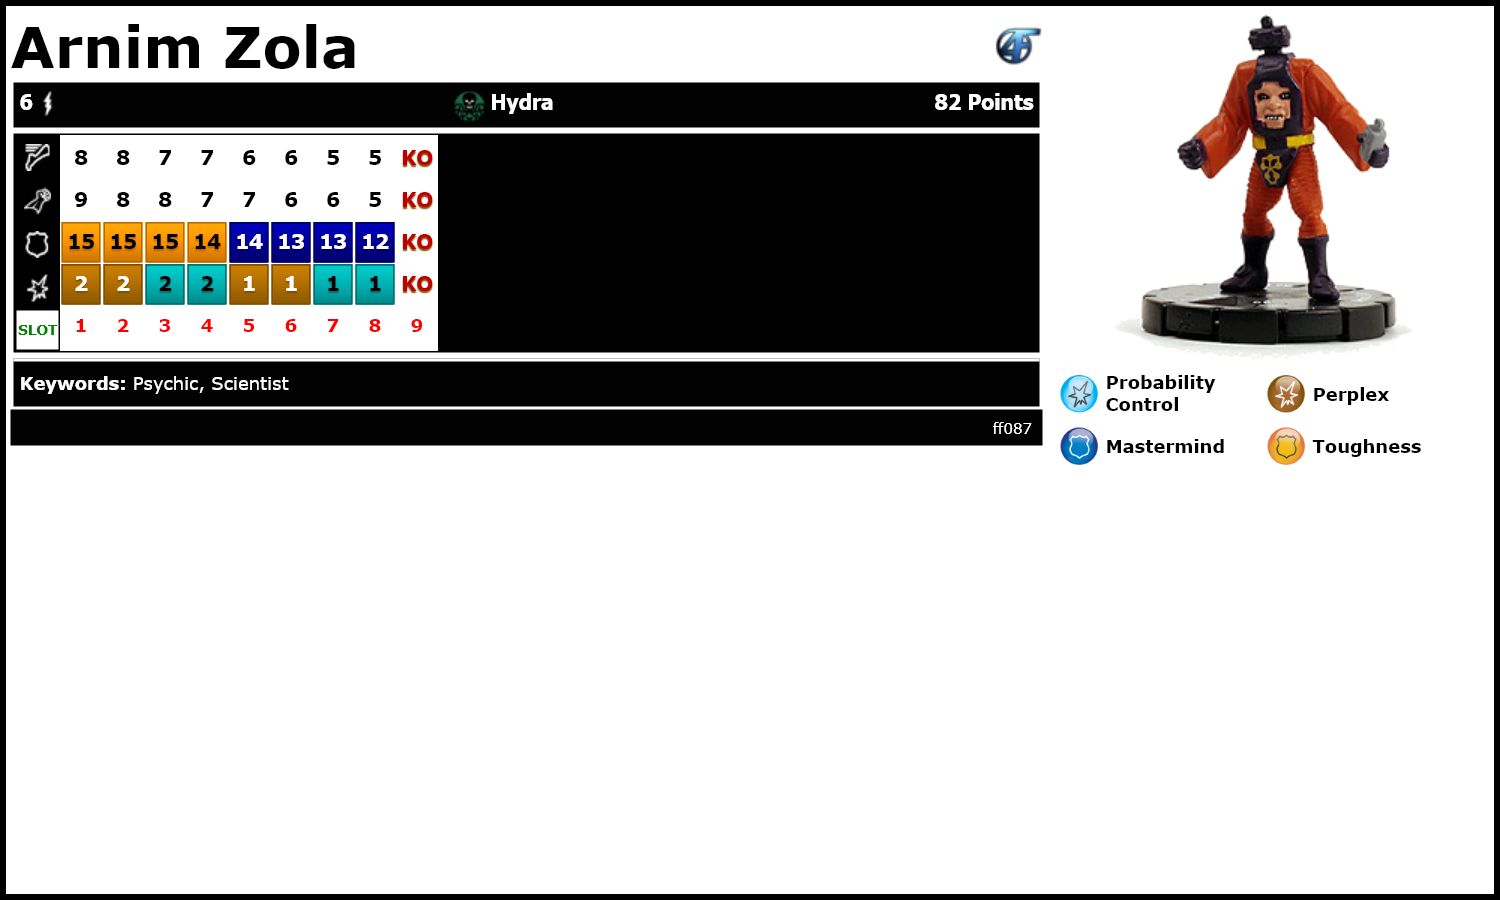 Arnim Zola
6 Hydra 82 Points
8 8 7 7 6 6 5 5 KO
9 8 8 7 7 6 6 5 KO
15 15 15 14 14 13 13 12 KO
2 2 2 2 1 1 1 1 KO
SLOT 1 2 3 4 5 6 7 8 9
Keywords: Psychic, Scientist
ff087
Probability
Control
Perplex
Mastermind
Toughness